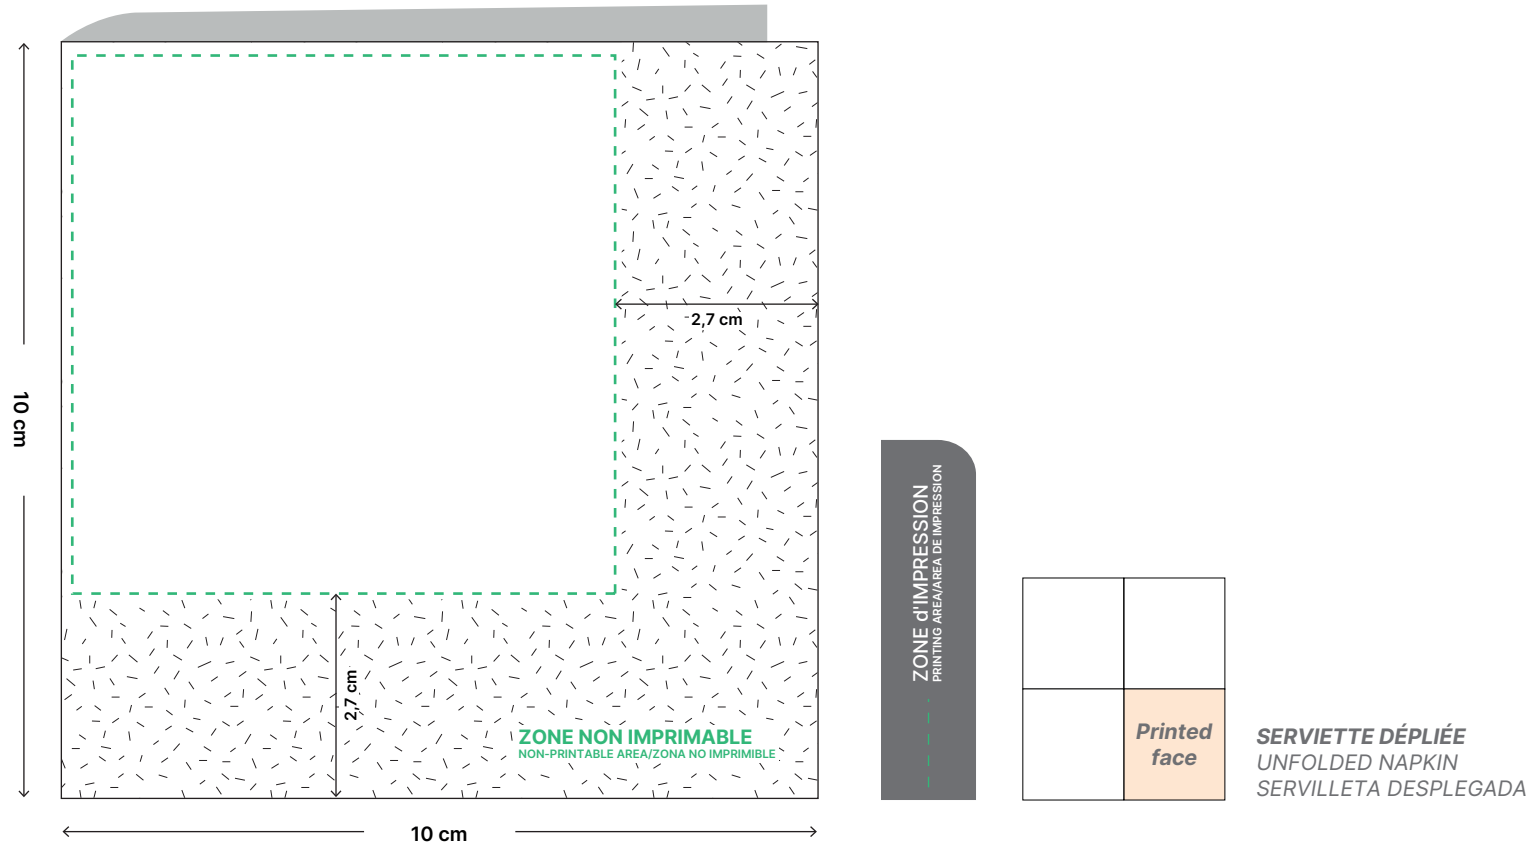 10 cm
2,7 cm
2,7 cm
ZONE NON IMPRIMABLE
NON-PRINTABLE AREA/ZONA NO IMPRIMIBLE
10 cm
ZONE d'IMPRESSION
PRINTING AREA/AREA DE IMPRESSION
Printed
face
SERVIETTE DÉPLIÉE
UNFOLDED NAPKIN
SERVILLETA DESPLEGADA